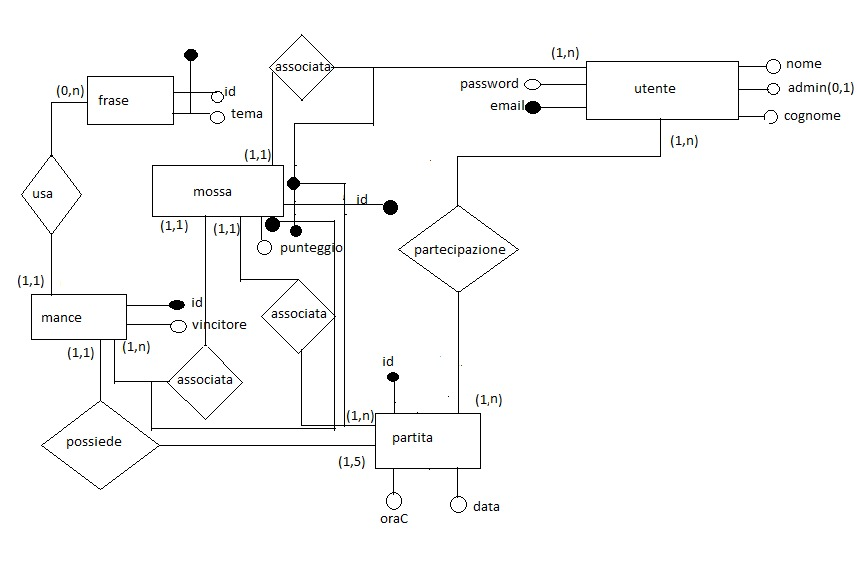 associata
(1,n)
nome
utente
password
admin(0,1)
email
cognome
(0,n)
frase
id
tema
(1,n)
(1,1)
mossa
id
usa
(1,1)
(1,1)
punteggio
partecipazione
(1,1)
mance
id
vincitore
associata
(1,1)
(1,n)
associata
id
(1,n)
(1,n)
possiede
partita
(1,5)
oraC
data